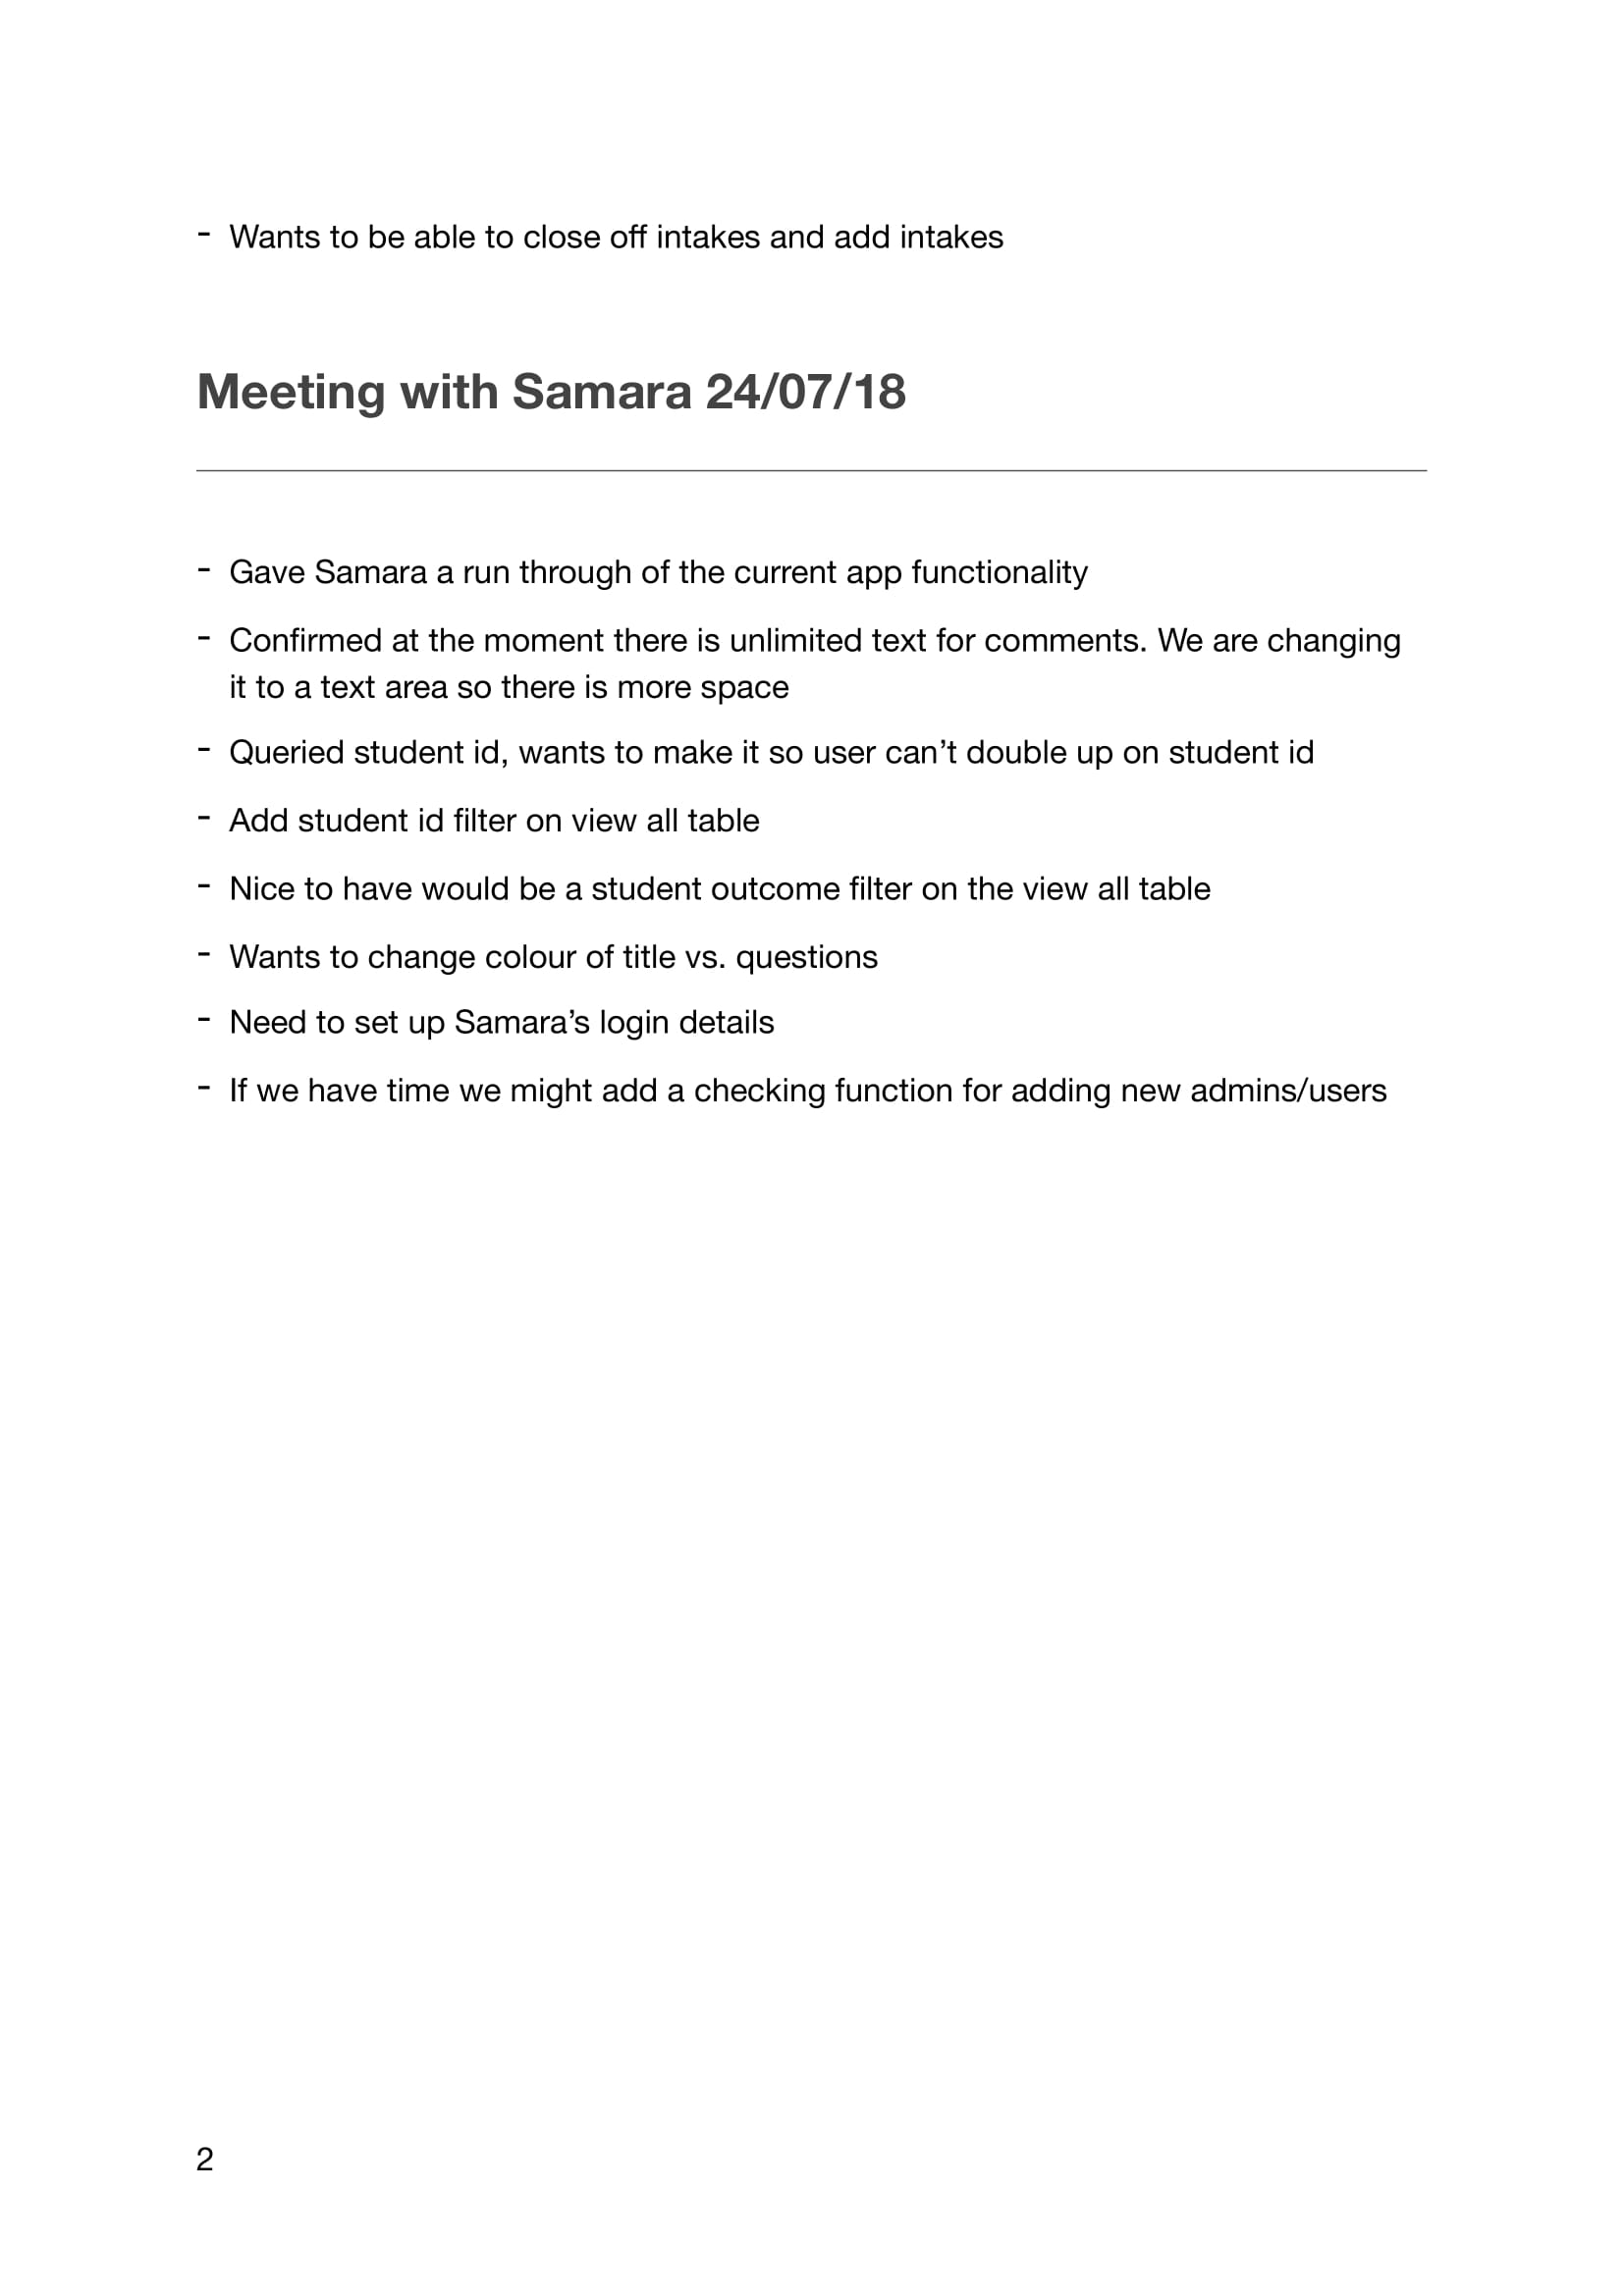 - Wants to be able to close off intakes and add intakes
Meeting with Samara 24/07/18
- Gave Samara a run through of the current app functionality
- Confirmed at the moment there is unlimited text for comments. We are changing
it to a text area so there is more space
- Queried student id, wants to make it so user can’t double up on student id
- Add student id filter on view all table
- Nice to have would be a student outcome filter on the view all table
- Wants to change colour of title vs. questions
- Need to set up Samara’s login details
- If we have time we might add a checking function for adding new admins/users
2